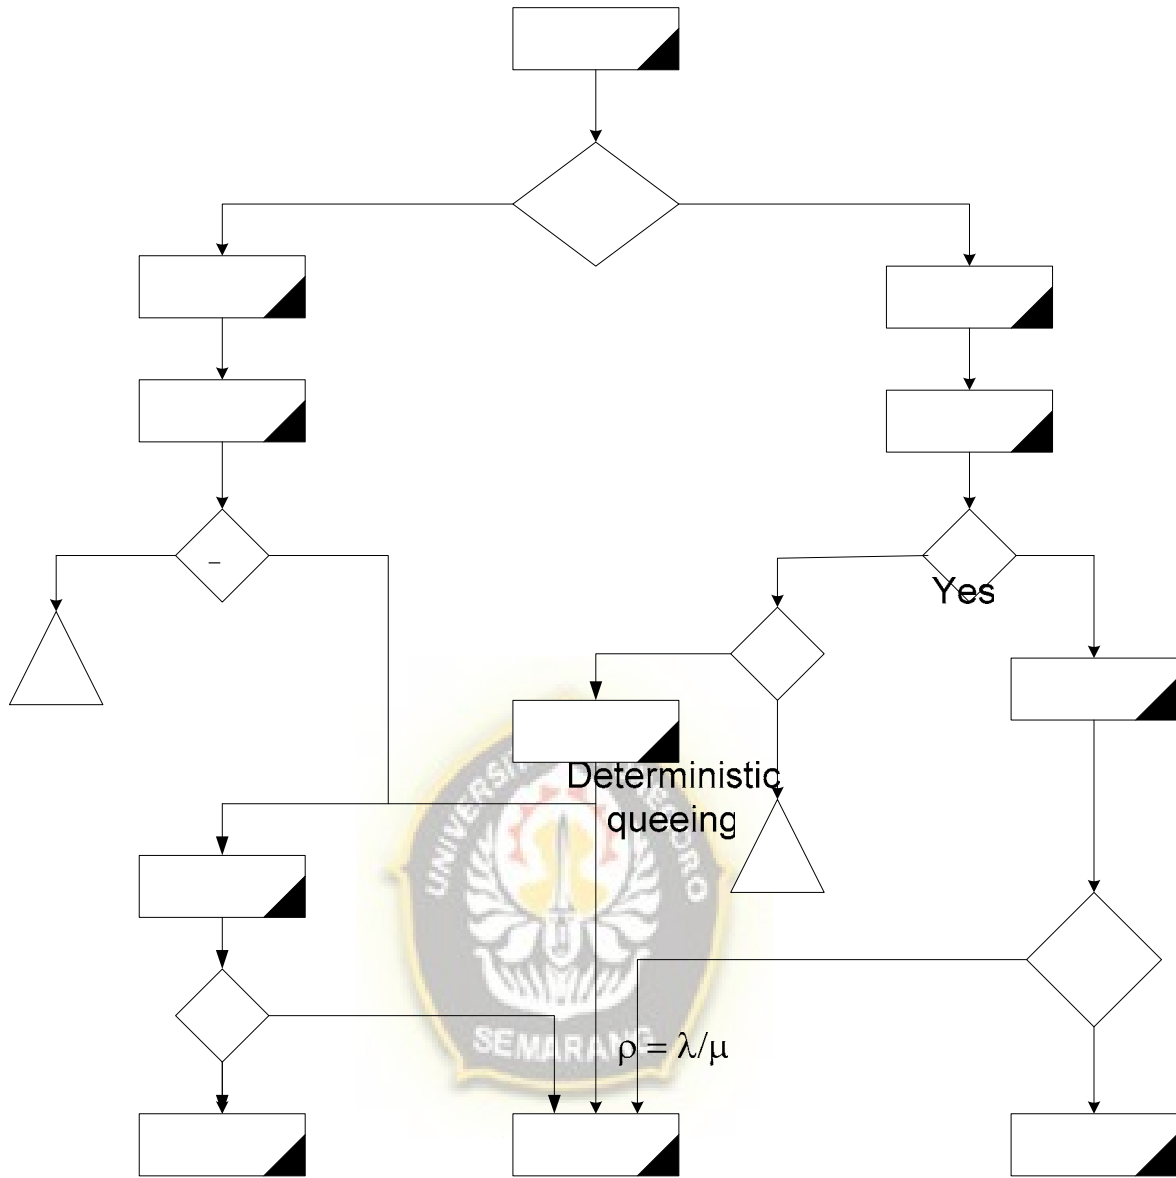 –
Yes
Deterministic
queeing
SEMARANG
ρ = λ/μ